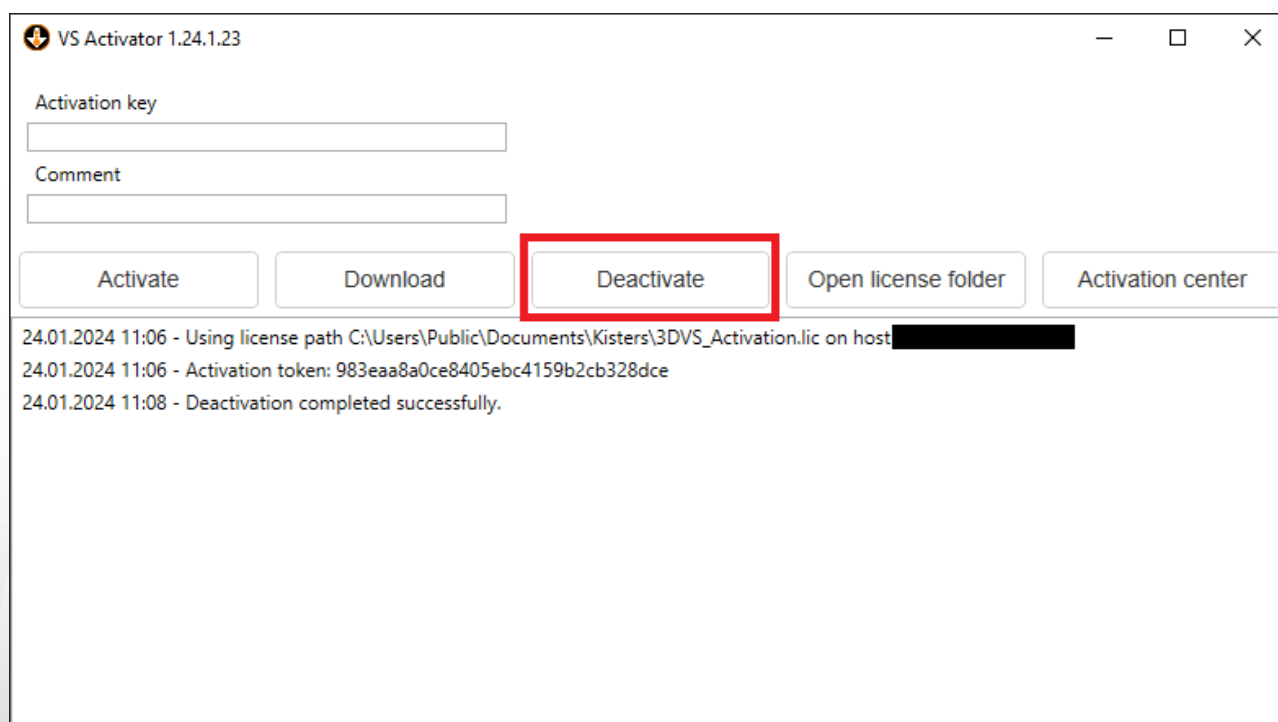 VS Activator 1.24.1.23
Activation key
Comment
Activate Download Deactivate Open license folder Activation center
24.01.2024 11:06 - Using license path C:\Users\Public\Documents\Kisters\3DVS_Activation.lic on host
24.01.2024 11:06 - Activation token: 983eaa8a0ce8405ebc4159b2cb328dce
24.01.2024 11:08 - Deactivation completed successfully.